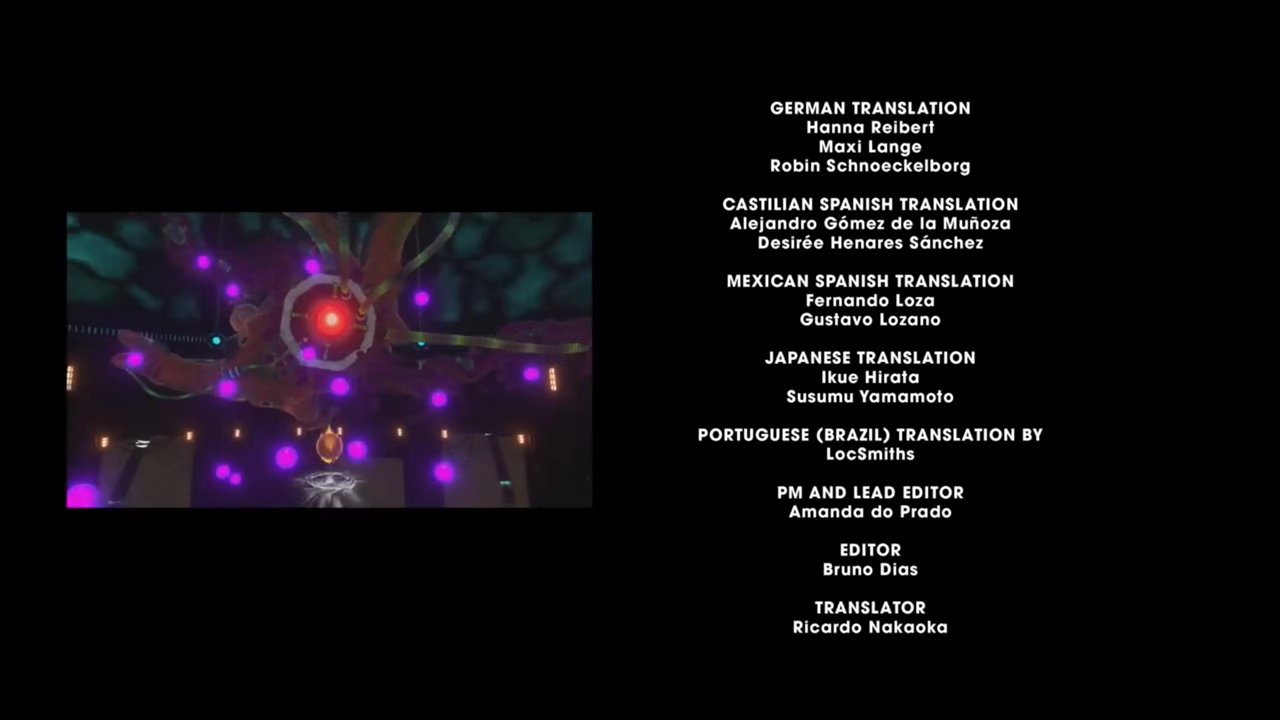 GERMAN TRANSLATION
Hanna Reibert
Maxi Lange
Robin Schnoeckelborg
CASTILIAN SPANISH TRANSLATION
Alejandro Gómez de la Muñoza
Desirée Henares Sánchez
MEXICAN SPANISH TRANSLATION
Fernando Loza
Gustavo Lozano
JAPANESE TRANSLATION
Ikue Hirata
Susumu Yamamoto
PORTUGUESE (BRAZIL) TRANSLATION BY
LocSmiths
PM AND LEAD EDITOR
Amanda do Prado
EDITOR
Bruno Dias
TRANSLATOR
Ricardo Nakaoka